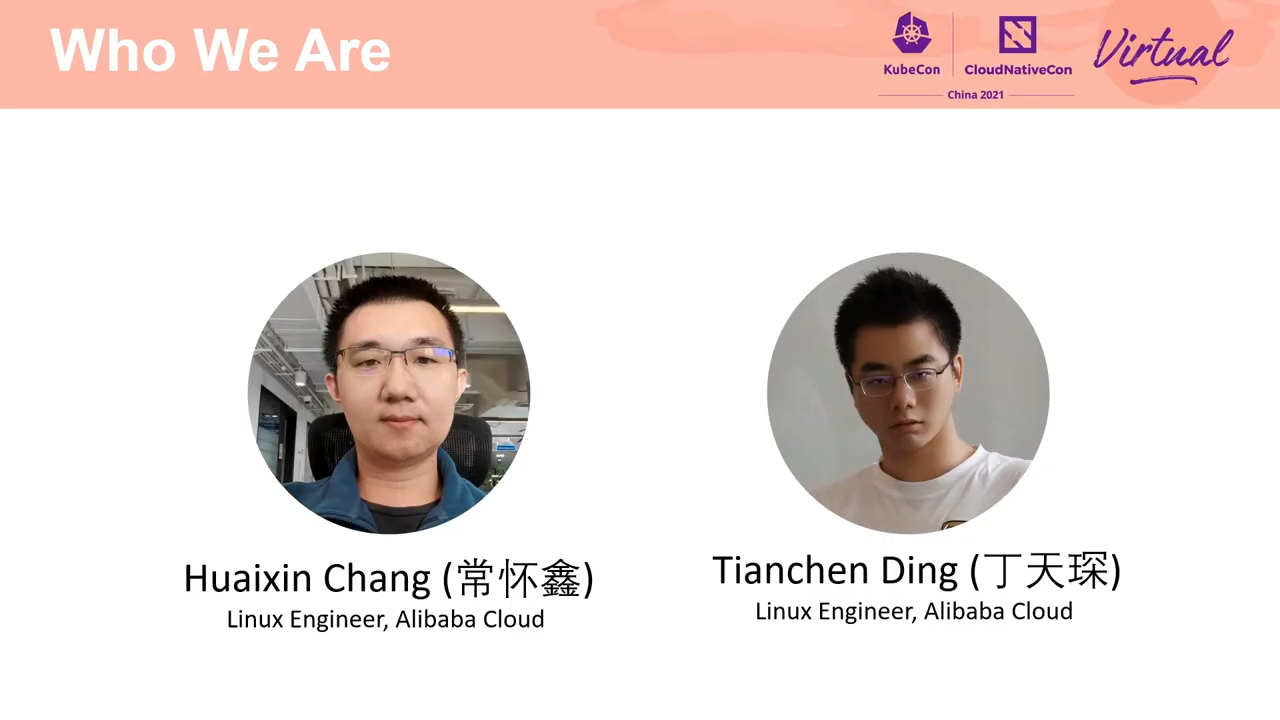 Who We Are
KubeCon
CloudNativeCon
China 2021
Virtual
Huaixin Chang (常怀鑫)
Linux Engineer, Alibaba Cloud
Tianchen Ding (丁天琛)
Linux Engineer, Alibaba Cloud